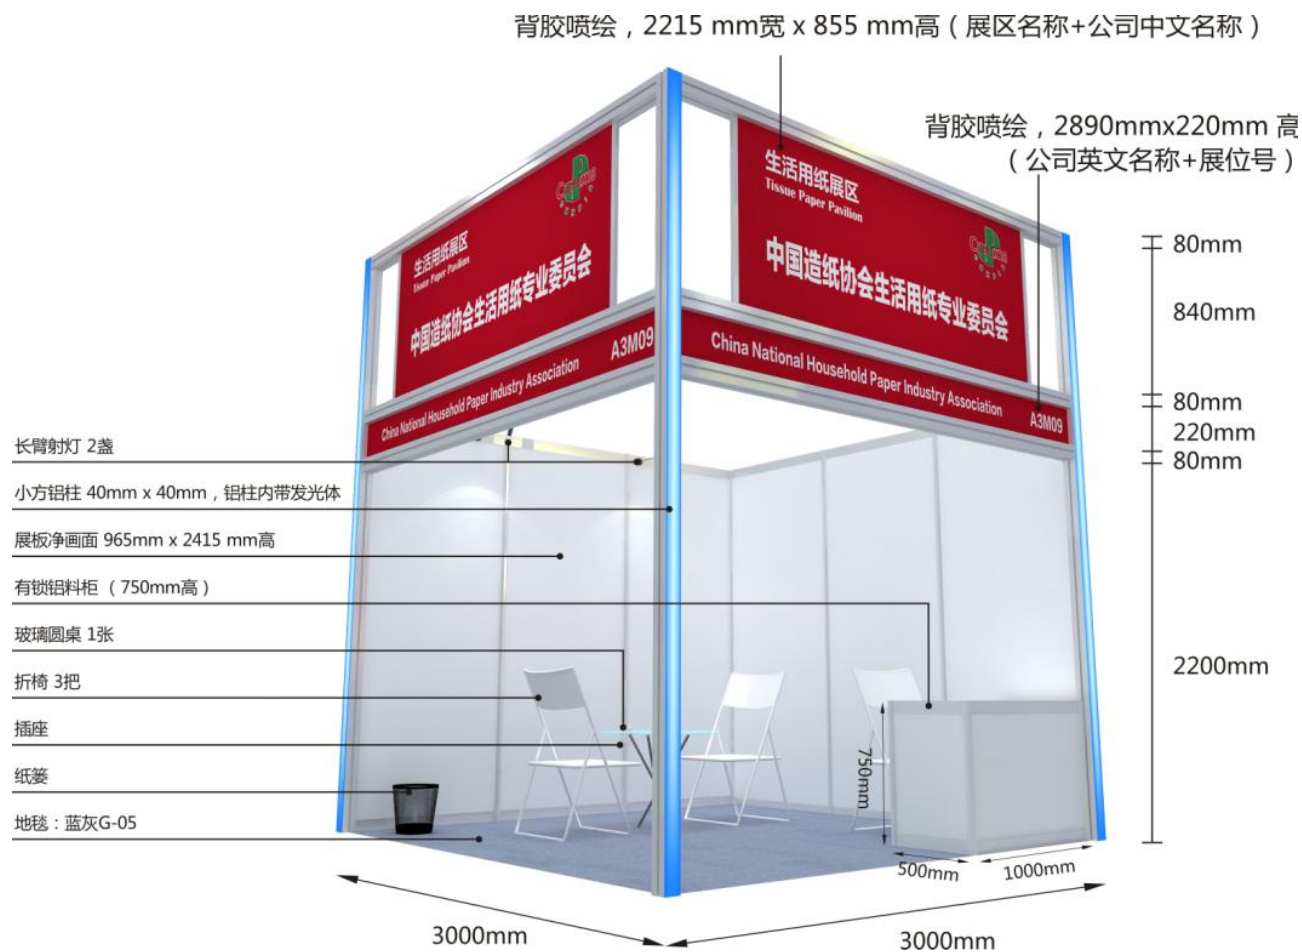 背胶喷绘，2215 mm宽 x 855 mm高（展区名称+公司中文名称）
背胶喷绘，2890mmx220mm 高
（公司英文名称+展位号）
生活用纸展区
Tissue Paper Pavilion
中国造纸协会生活用纸专业委员会
China National Household Paper Industry Association
A3M09
生活用纸展区
Tissue Paper Pavilion
中国造纸协会生活用纸专业委员会
China National Household Paper Industry Association
A3M09
80mm
840mm
80mm
220mm
80mm
2200mm
长臂射灯 2盏
小方铝柱 40mm x 40mm，铝柱内带发光体
展板净画面 965mm x 2415 mm高
有锁铝料柜 （750mm高）
玻璃圆桌 1张
折椅 3把
插座
纸篓
地毯：蓝灰G-05
750mm
500mm
1000mm
3000mm
3000mm